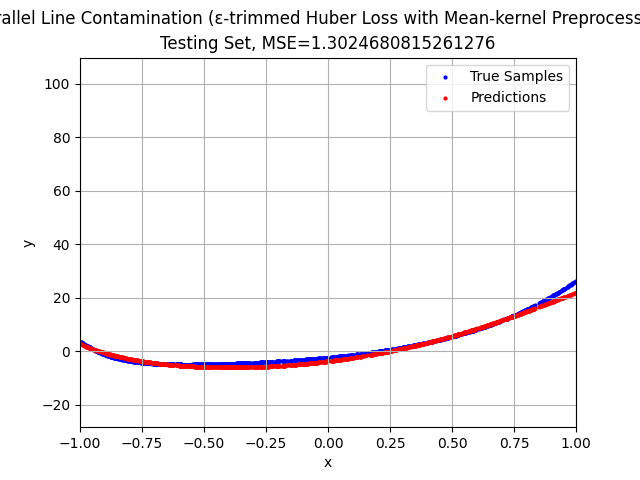 rallel Line Contamination (ε-trimmed Huber Loss with Mean-kernel Preprocess
Testing Set, MSE=1.3024680815261276
True Samples
Predictions
100
80
60
40
20
0
−20
y
−1.00 −0.75 −0.50 −0.25 0.00 0.25 0.50 0.75 1.00
x